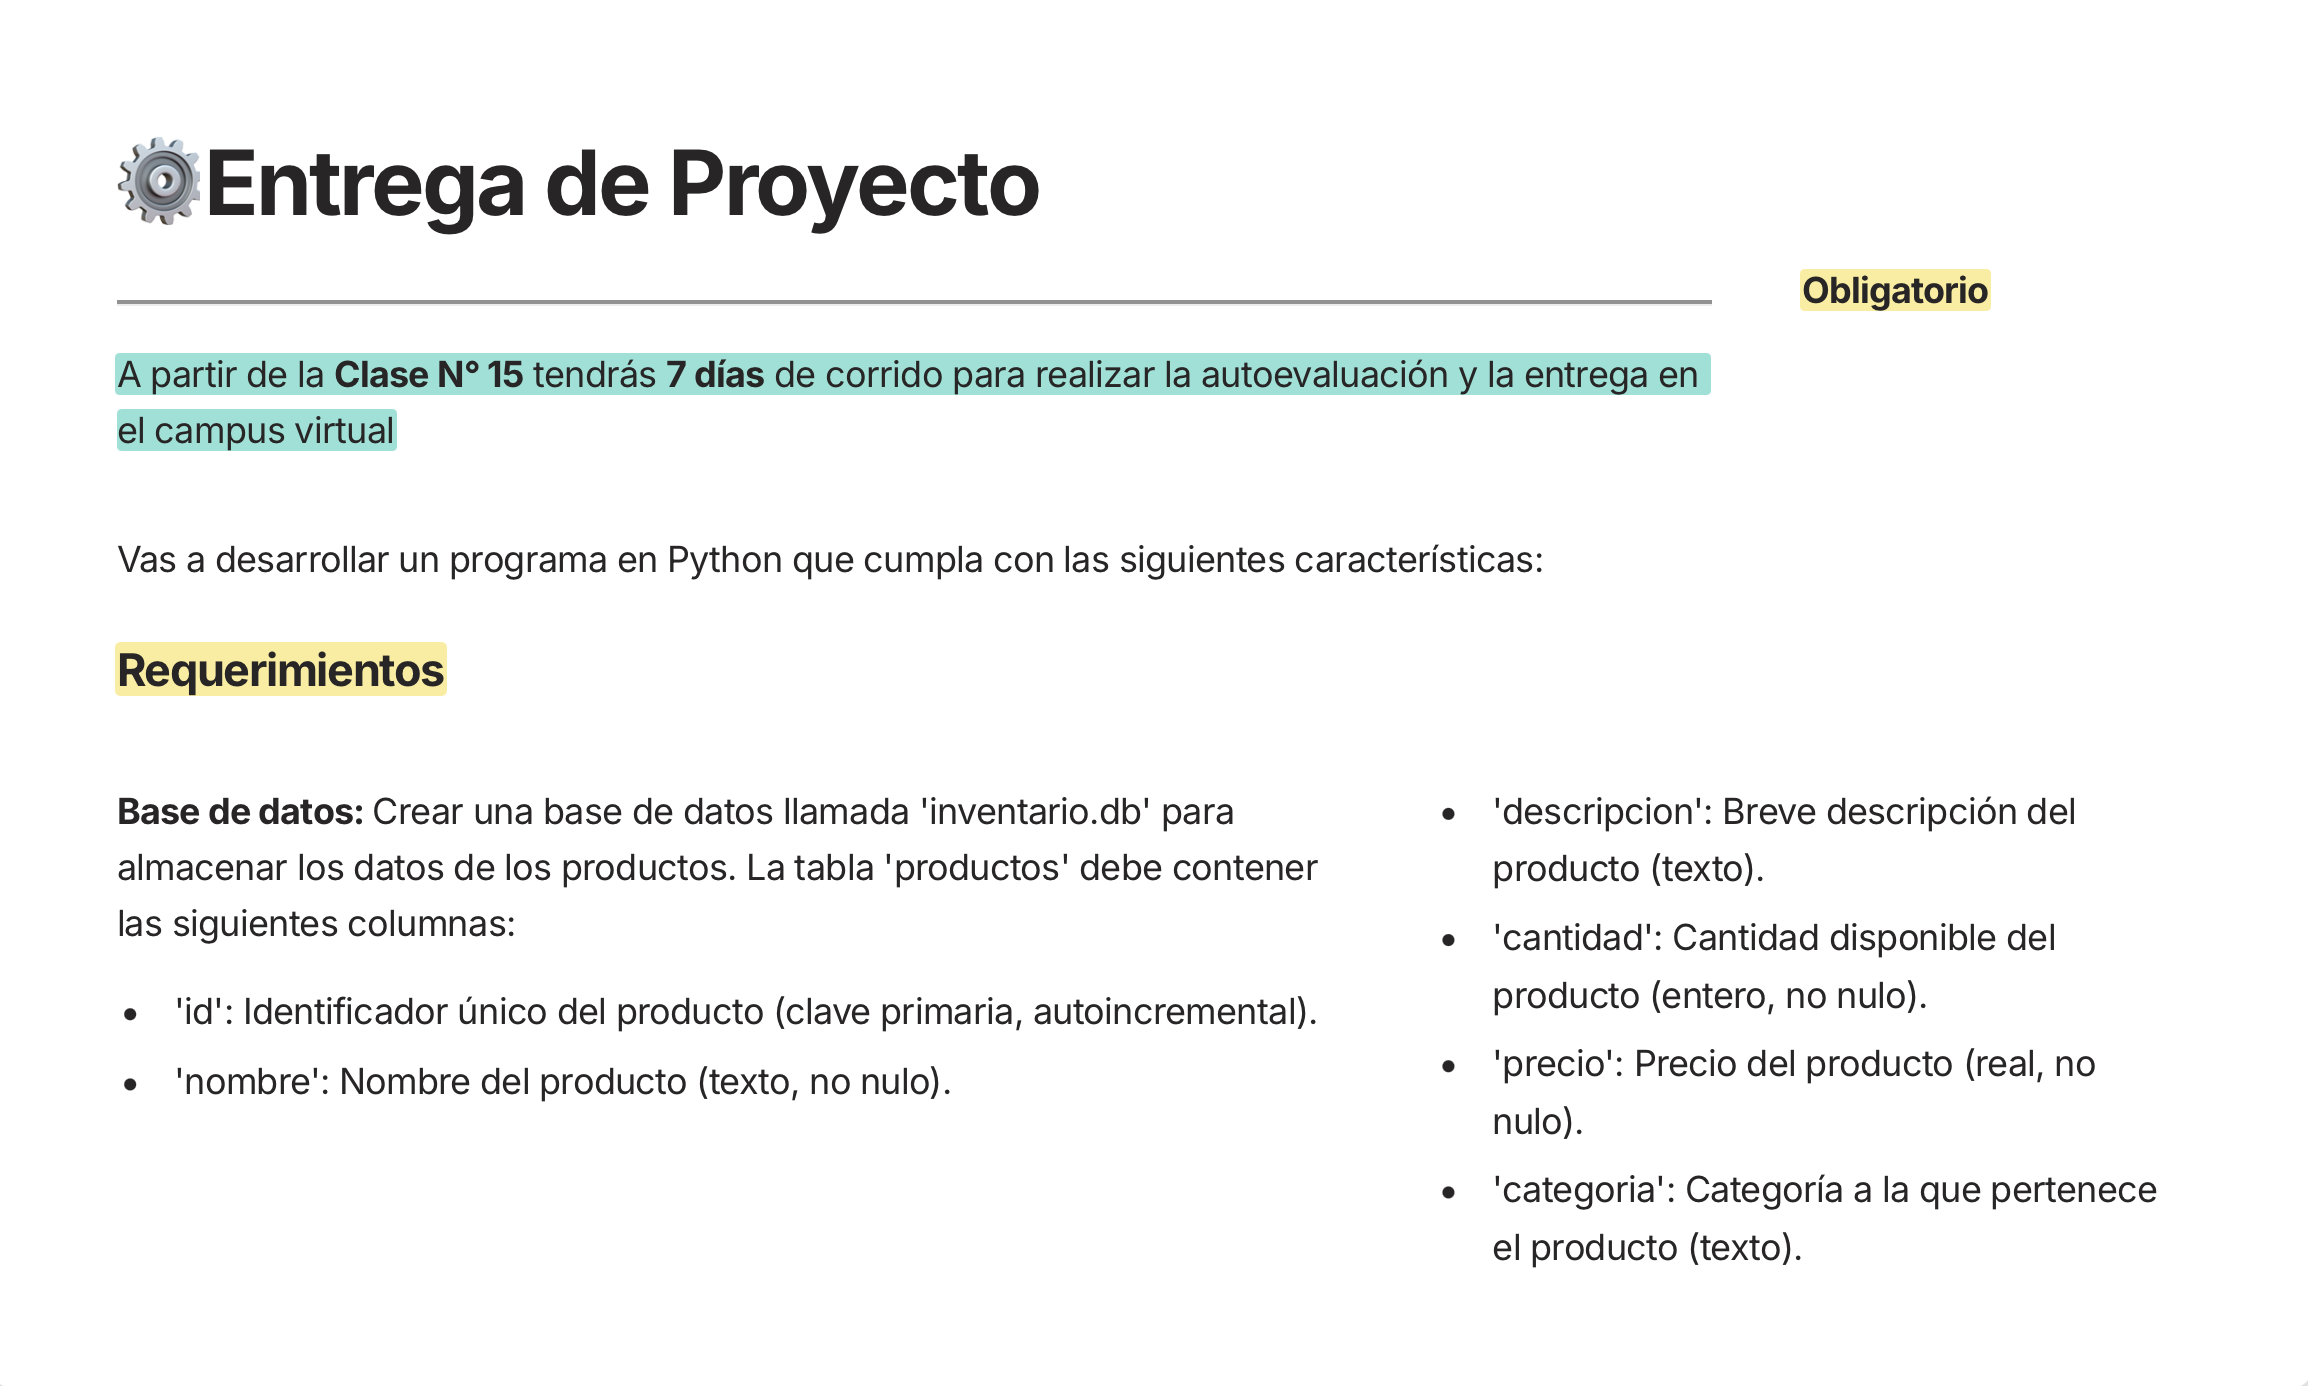 Entrega de Proyecto
Obligatorio
A partir de la Clase N° 15 tendrás 7 días de corrido para realizar la autoevaluación y la entrega en
el campus virtual
Vas a desarrollar un programa en Python que cumpla con las siguientes características:
Requerimientos
Base de datos: Crear una base de datos llamada 'inventario.db' para
almacenar los datos de los productos. La tabla 'productos' debe contener
las siguientes columnas:
• 'id': Identificador único del producto (clave primaria, autoincremental).
• 'nombre': Nombre del producto (texto, no nulo).
• 'descripcion': Breve descripción del
producto (texto).
• 'cantidad': Cantidad disponible del
producto (entero, no nulo).
• 'precio': Precio del producto (real, no
nulo).
• 'categoria': Categoría a la que pertenece
el producto (texto).